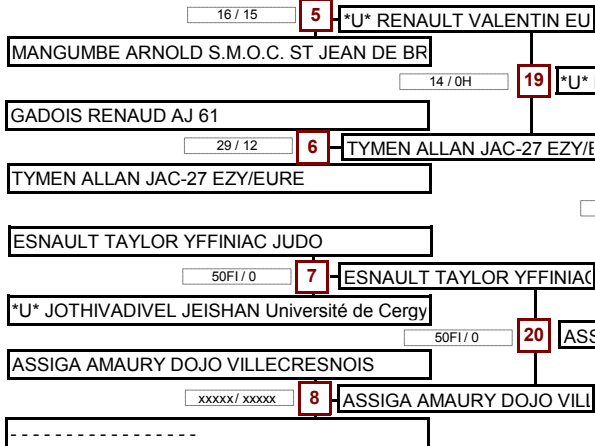 16 / 15 5 *U* RENAULT VALENTIN EU
MANGUMBE ARNOLD S.M.O.C. ST JEAN DE BR
14 / 0H 19 *U*
GADOIS RENAUD AJ 61
29 / 12 6 TYMEN ALLAN JAC-27 EZY/E
TYMEN ALLAN JAC-27 EZY/EURE
ESNAULT TAYLOR YFFINIAC JUDO
50FI / 0 7 ESNAULT TAYLOR YFFINIAC
*U* JOTHIVADIVEL JEISHAN Université de Cergy
50FI / 0 20 ASS
ASSIGA AMAURY DOJO VILLECRESNOIS
xxxxx / xxxxx 8 ASSIGA AMAURY DOJO VILL
- - - - - - - - - - - - - - - - -